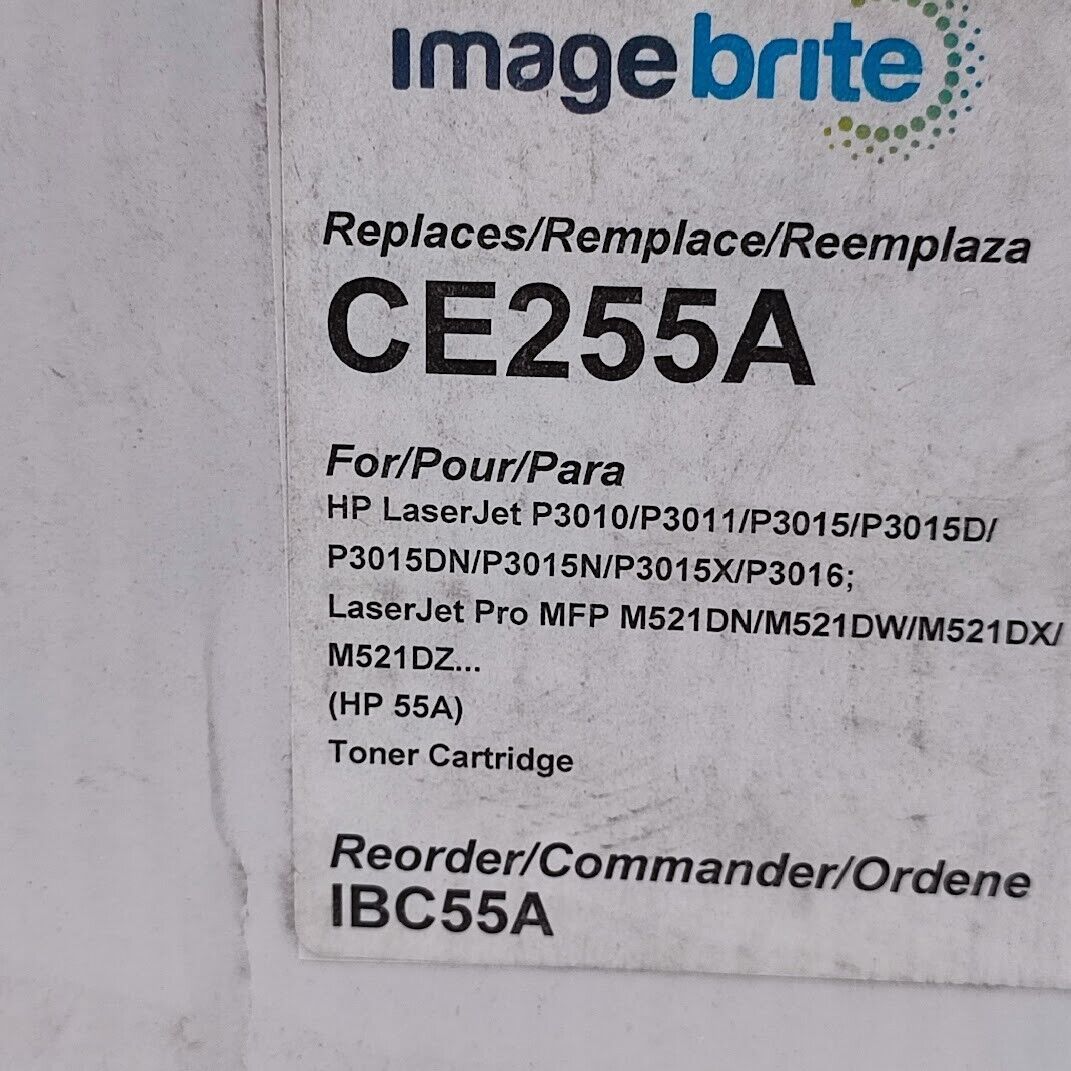 imagebrite
Replaces/Remplace/Reemplaza
CE255A
For/Pour/Para
HP LaserJet P3010/P3011/P3015/P3015D/
P3015DN/P3015N/P3015X/P3016;
LaserJet Pro MFP M521DN/M521DW/M521DX/
M521DZ...
(HP 55A)
Toner Cartridge
Reorder/Commander/Ordene
IBC55A